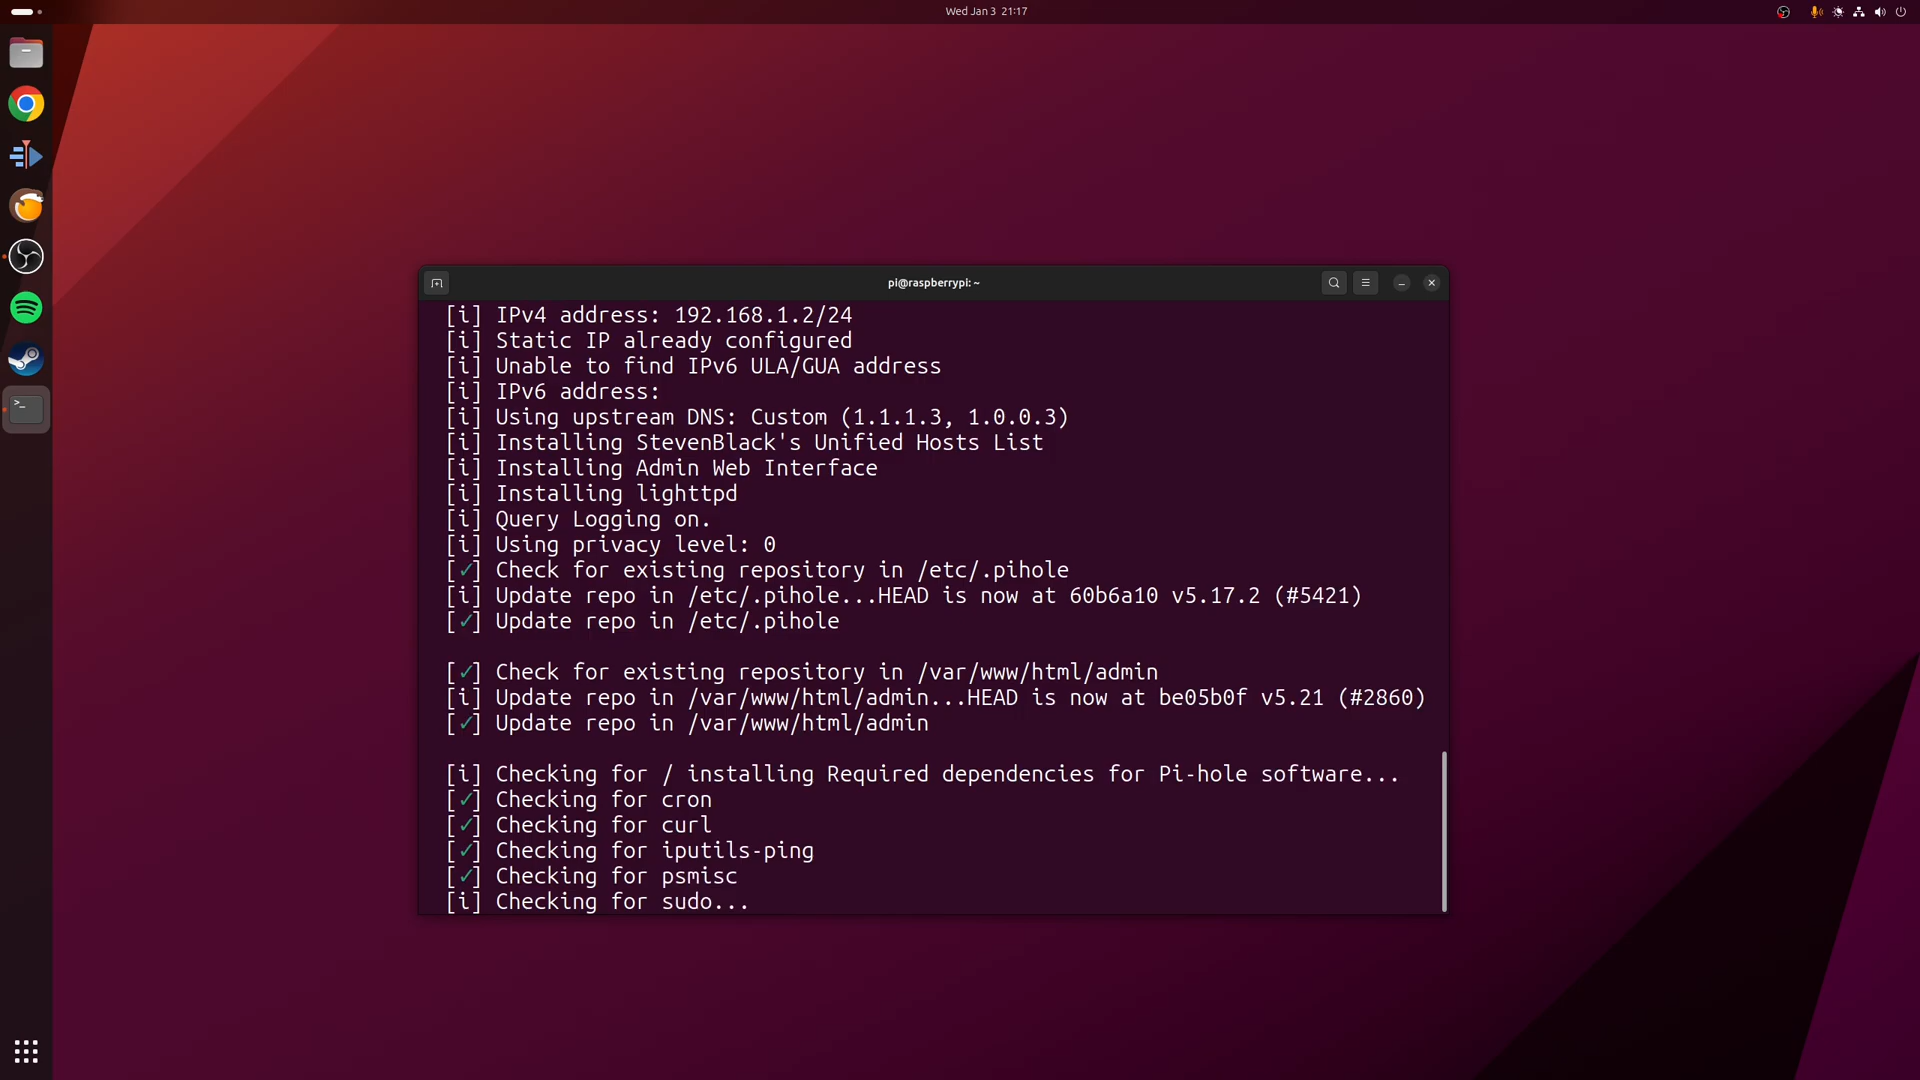 Wed Jan 3 21:17
pi@raspberrypi: ~
[i] IPv4 address: 192.168.1.2/24
[i] Static IP already configured
[i] Unable to find IPv6 ULA/GUA address
[i] IPv6 address:
[i] Using upstream DNS: Custom (1.1.1.3, 1.0.0.3)
[i] Installing StevenBlack's Unified Hosts List
[i] Installing Admin Web Interface
[i] Installing lighttpd
[i] Query Logging on.
[i] Using privacy level: 0
[✓] Check for existing repository in /etc/.pihole
[i] Update repo in /etc/.pihole...HEAD is now at 60b6a10 v5.17.2 (#5421)
[✓] Update repo in /etc/.pihole
[✓] Check for existing repository in /var/www/html/admin
[i] Update repo in /var/www/html/admin...HEAD is now at be05b0f v5.21 (#2860)
[✓] Update repo in /var/www/html/admin
[i] Checking for / installing Required dependencies for Pi-hole software...
[✓] Checking for cron
[✓] Checking for curl
[✓] Checking for iputils-ping
[✓] Checking for psmisc
[i] Checking for sudo...